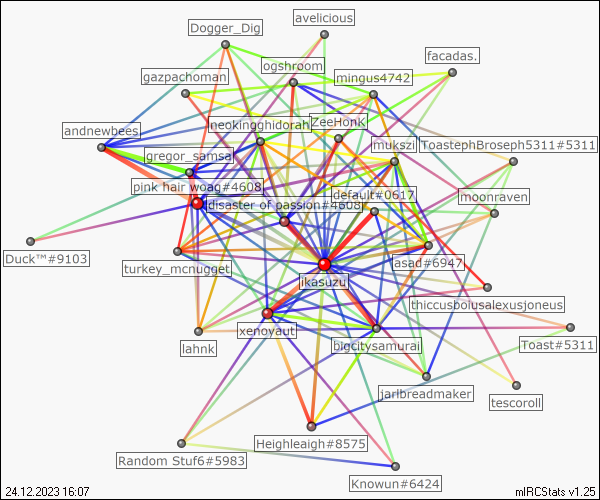 avelicious
Dogger_Dig
facadas.
ogshroom
gazpachoman
mingus4742
ZeeHonk
neokingghidorah
andnewbees
mukszi
ToastephBroseph5311#5311
gregor_samsa
pink hair woag#4608
default#0617
moonraven
disaster of passion#4608
Duck™#9103
turkey_mcnugget
asad#6947
ikasuzu
thiccusboiusalexusjoneus
xenoyaut
lahnk
bigcitysamurai
Toast#5311
jarlbreadmaker
tescoroll
Heighleaigh#8575
Random Stuf6#5983
Knowun#6424
24.12.2023 16:07
mIRCStats v1.25